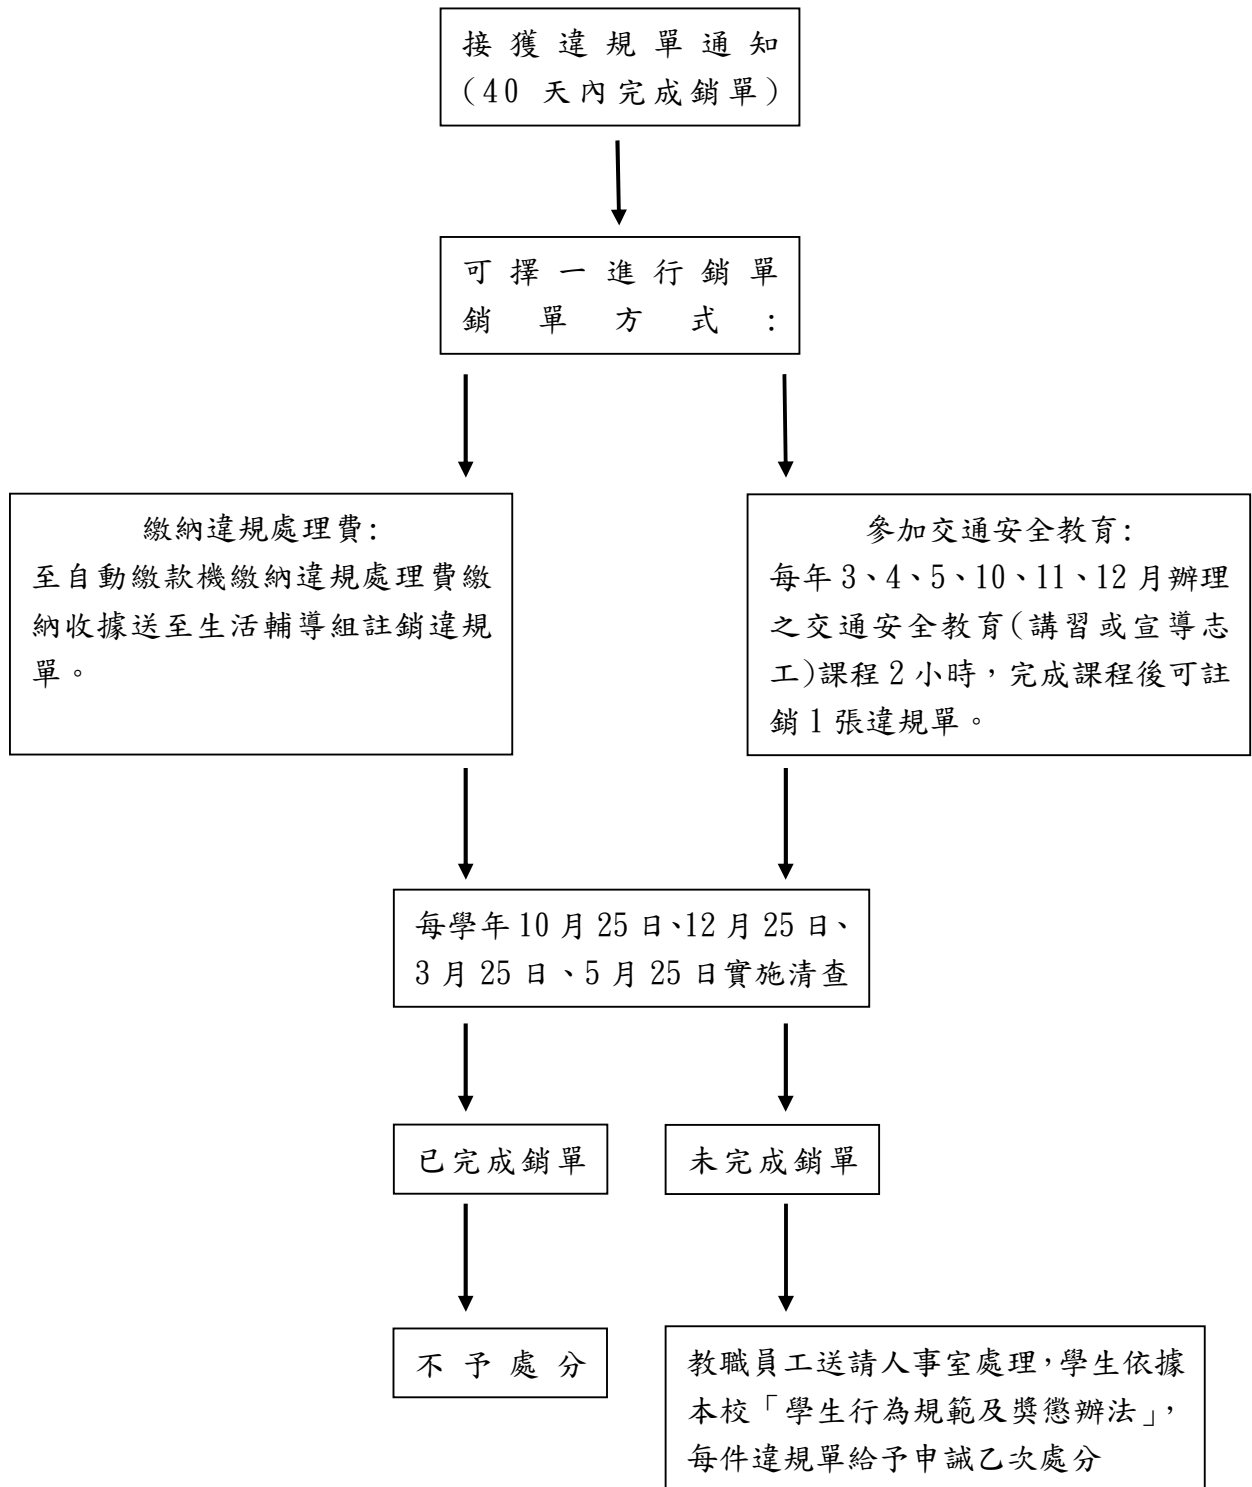 接獲違規單通知
(40 天內完成銷單)
可擇一進行銷單
銷單方式:
繳納違規處理費:
至自動繳款機繳納違規處理費繳
納收據送至生活輔導組註銷違規
單。
參加交通安全教育:
每年 3、4、5、10、11、12 月辦理
之交通安全教育(講習或宣導志
工)課程 2 小時，完成課程後可註
銷 1 張違規單。
每學年 10 月 25 日、12 月 25 日、
3 月 25 日、5 月 25 日實施清查
已完成銷單
未完成銷單
不予處分
教職員工送請人事室處理，學生依據
本校「學生行為規範及獎懲辦法」，
每件違規單給予申誡乙次處分